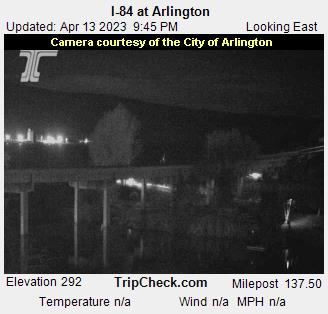 I-84 at Arlington
Updated: Apr 13 2023 9:45 PM Looking East
Camera courtesy of the City of Arlington
Elevation 292 TripCheck.com Milepost 137.50
Temperature n/a Wind n/a MPH n/a